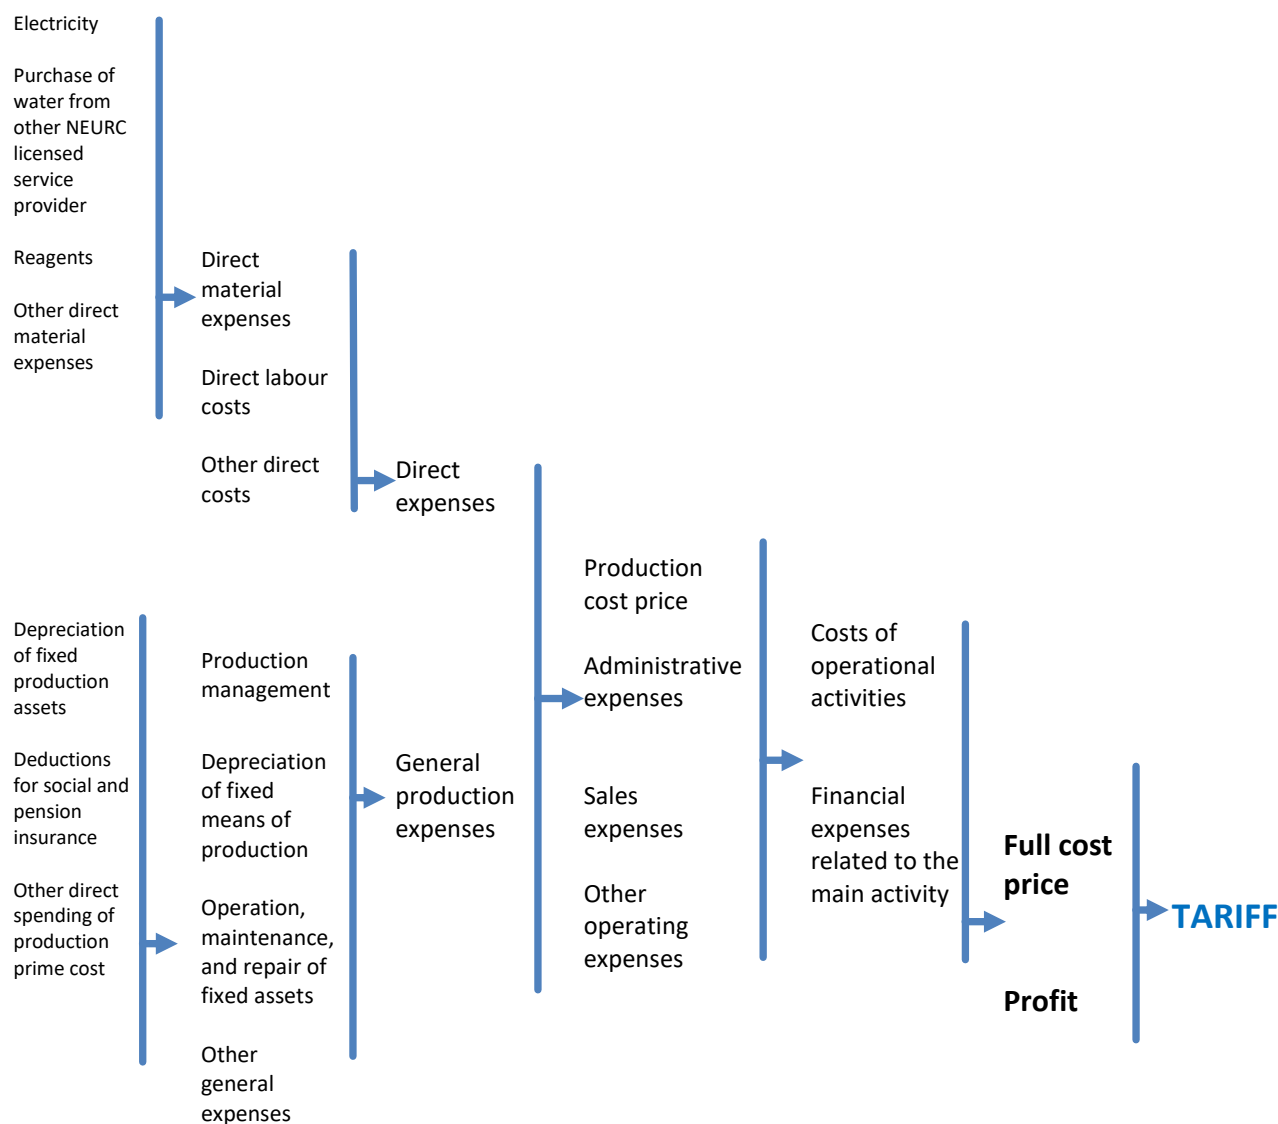 Electricity
Purchase of
water from
other NEURC
licensed
service
provider
Reagents
Other direct
material
expenses
Direct
material
expenses
Direct labour
costs
Other direct
costs
Direct
expenses
Depreciation
of fixed
production
assets
Deductions
for social and
pension
insurance
Other direct
spending of
production
prime cost
Production
management
Depreciation
of fixed
means of
production
Operation,
maintenance,
and repair of
fixed assets
Other
general
expenses
General
production
expenses
Production
cost price
Administrative
expenses
Sales
expenses
Other
operating
expenses
Costs of
operational
activities
Financial
expenses
related to the
main activity
Full cost
price
Profit
TARIFF